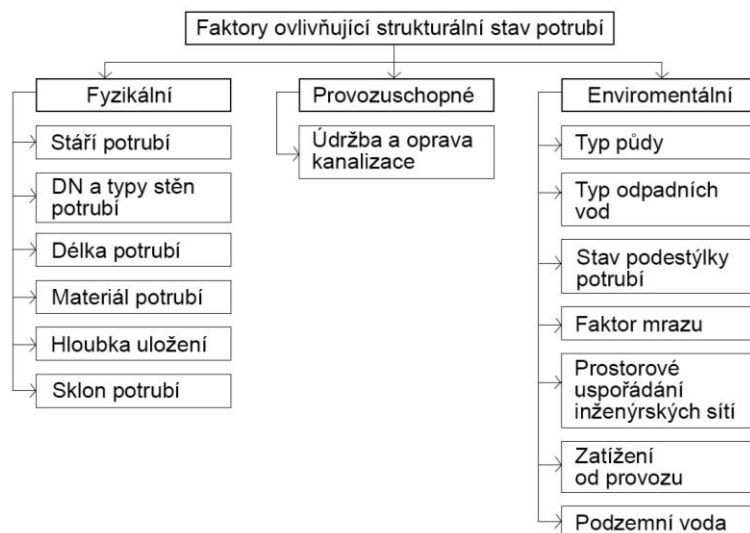 Faktory ovlivňující strukturální stav potrubí
Fyzikální
Stáří potrubí
DN a typy stěn
potrubí
Délka potrubí
Materiál potrubí
Hloubka uložení
Sklon potrubí
Provozuschopné
Údržba a oprava
kanalizace
Enviromentální
Typ půdy
Typ odpadních
vod
Stav podestýlky
potrubí
Faktor mrazu
Prostorové
uspořádání
inženýrských sítí
Zatížení
od provozu
Podzemní voda